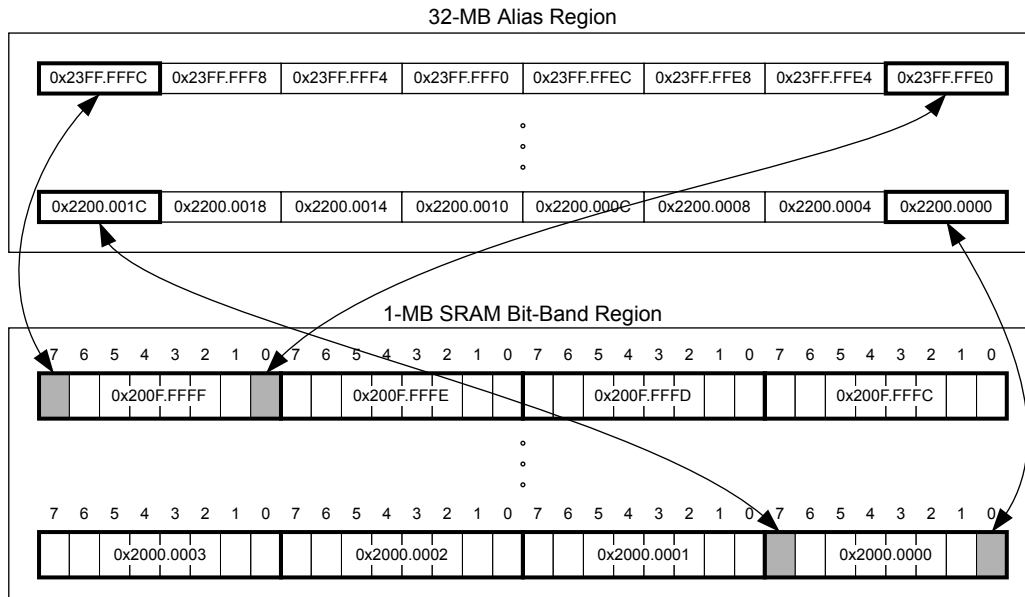 32-MB Alias Region
0x23FF.FFFC 0x23FF.FFF8 0x23FF.FFF4 0x23FF.FFF0 0x23FF.FFEC 0x23FF.FFE8 0x23FF.FFE4 0x23FF.FFE0
0x2200.001C 0x2200.0018 0x2200.0014 0x2200.0010 0x2200.000C 0x2200.0008 0x2200.0004 0x2200.0000
1-MB SRAM Bit-Band Region
7 6 5 4 3 2 1 0 7 6 5 4 3 2 1 0 7 6 5 4 3 2 1 0 7 6 5 4 3 2 1 0
0x200F.FFFF 0x200F.FFFE 0x200F.FFFD 0x200F.FFFC
7 6 5 4 3 2 1 0 7 6 5 4 3 2 1 0 7 6 5 4 3 2 1 0 7 6 5 4 3 2 1 0
0x2000.0003 0x2000.0002 0x2000.0001 0x2000.0000